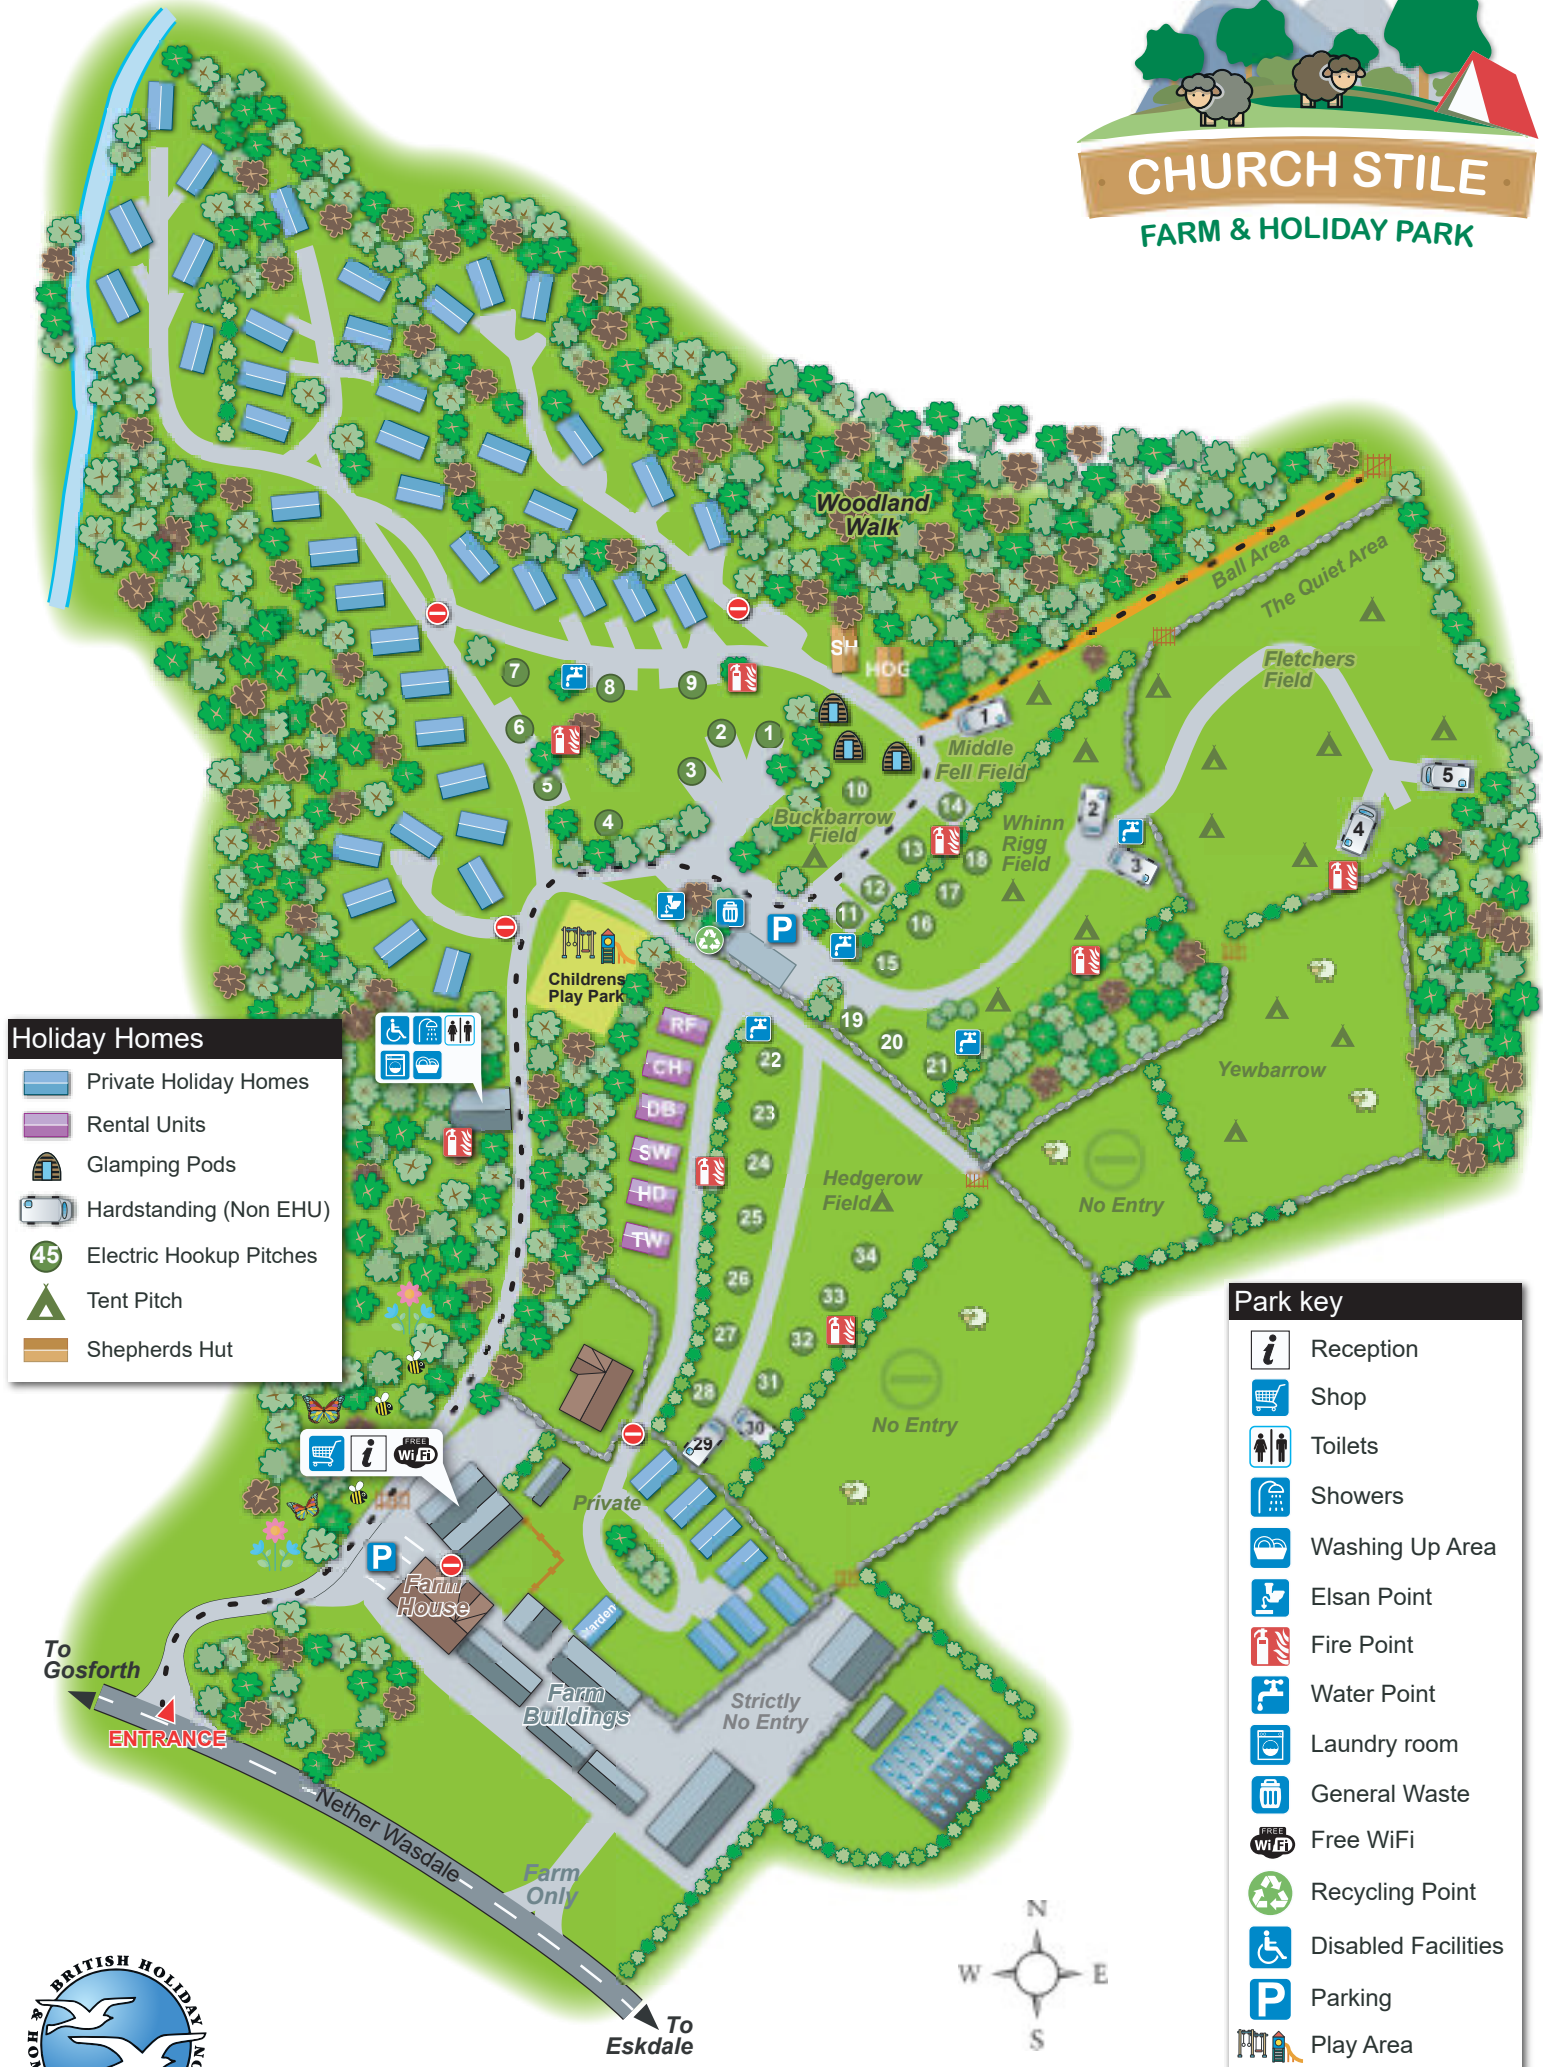 CHURCH STILE
FARM & HOLIDAY PARK
Woodland
Walk
Ball Area
The Quiet Area
SH
HOG
Fletchers
Field
7
8
9
6
2
1
3
5
4
1
Middle
Fell Field
10
14
Buckbarrow
Field
Whinn
Rigg
Field
2
3
4
5
13
18
12
17
11
16
15
P
Childrens
Play Park
19
20
21
Yewbarrow
RF
CH
DB
SW
HD
TW
22
23
24
25
26
27
28
29
30
31
32
33
34
Hedgerow
Field
No Entry
No Entry
Holiday Homes
Private Holiday Homes
Rental Units
Glamping Pods
Hardstanding (Non EHU)
45
Electric Hookup Pitches
Tent Pitch
Shepherds Hut
i
FREE
WiFi
Private
P
Farm
House
Warden
Farm
Buildings
Strictly
No Entry
To
Gosforth
ENTRANCE
Nether Wasdale
Farm
Only
To
Eskdale
N
W
E
S
Park key
i
Reception
Shop
Toilets
Showers
Washing Up Area
Elsan Point
Fire Point
Water Point
Laundry room
General Waste
FREE
WiFi
Free WiFi
Recycling Point
Disabled Facilities
P
Parking
Play Area
& BRITISH HOLIDAY